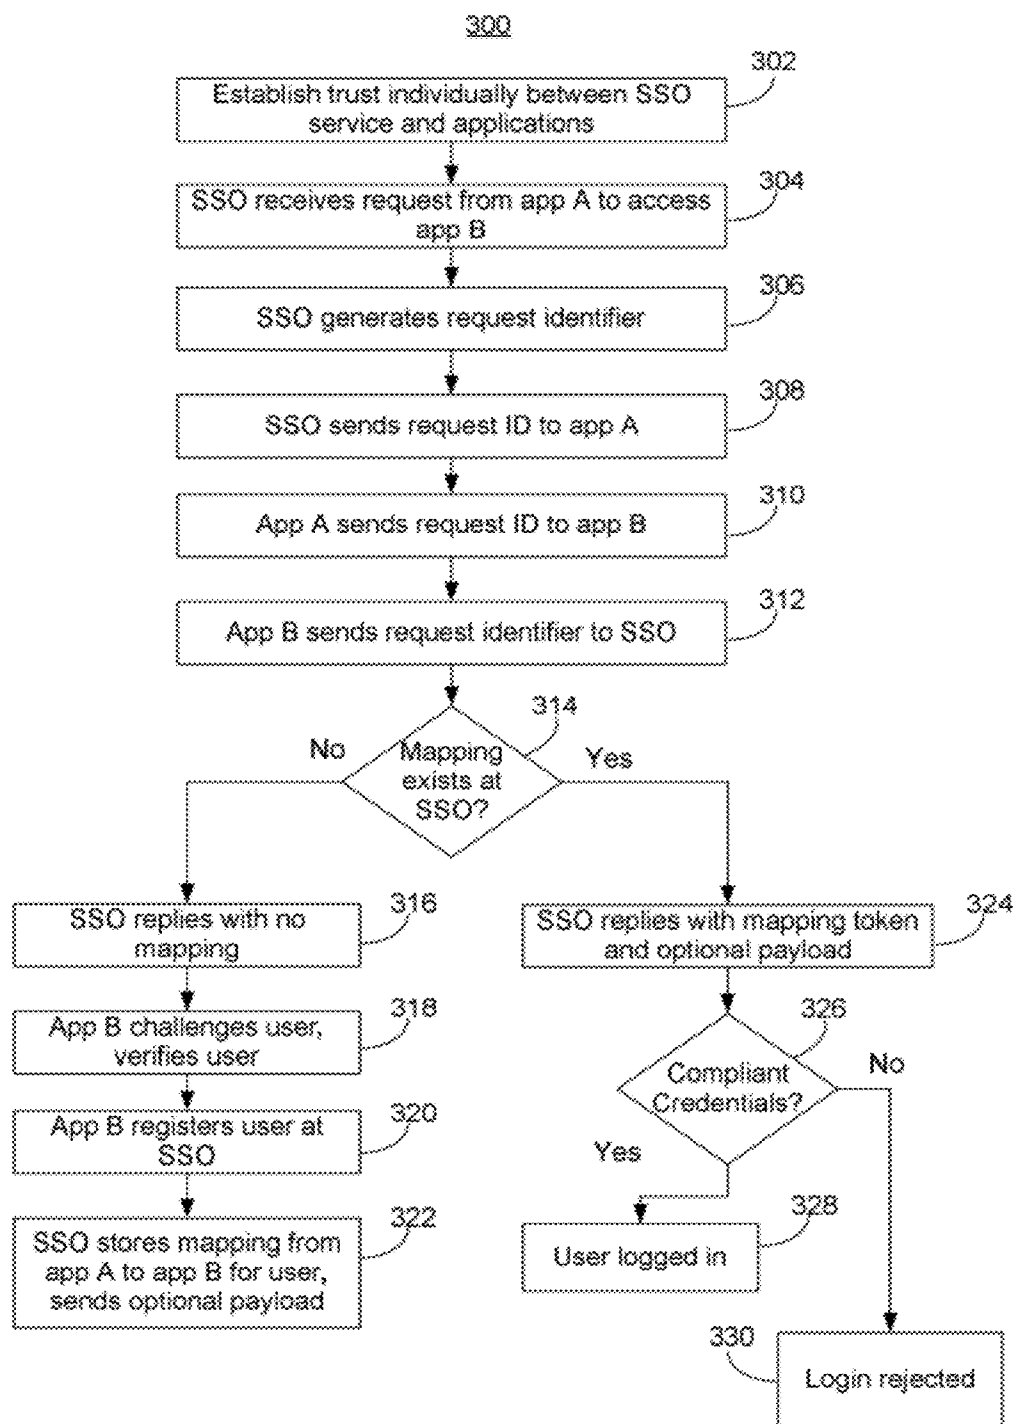 300
302
Establish trust individually between SSO
service and applications
304
SSO receives request from app A to access
app B
306
SSO generates request identifier
308
SSO sends request ID to app A
310
App A sends request ID to app B
312
App B sends request identifier to SSO
314
No
Mapping
exists at
SSO?
Yes
316
SSO replies with no
mapping
324
SSO replies with mapping token
and optional payload
318
App B challenges user,
verifies user
326
Compliant
Credentials?
No
Yes
320
App B registers user at
SSO
322
SSO stores mapping from
app A to app B for user,
sends optional payload
328
User logged in
330
Login rejected